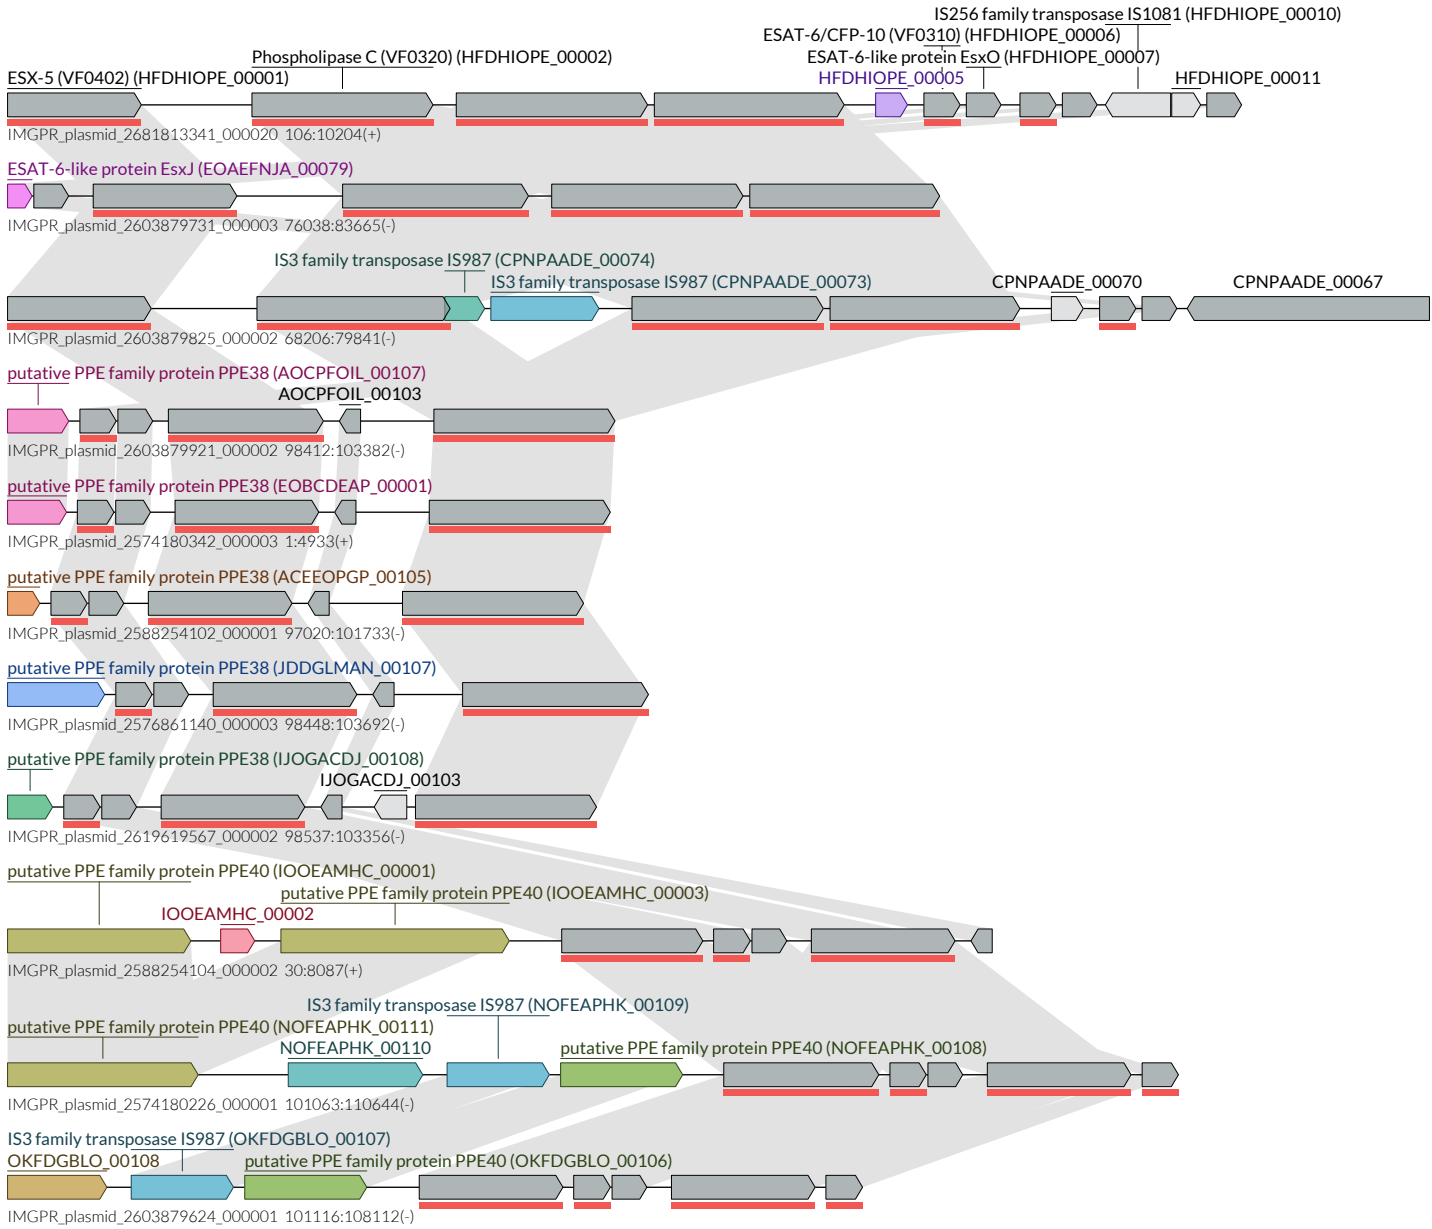 IS256 family transposase IS1081 (HFDHIOPE_00010)
ESAT-6/CFP-10 (VF0310) (HFDHIOPE_00006)
Phospholipase C (VF0320) (HFDHIOPE_00002)
ESAT-6-like protein EsxO (HFDHIOPE_00007)
ESX-5 (VF0402) (HFDHIOPE_00001)
HFDHIOPE_00005
HFDHIOPE_00011
IMGPR_plasmid_2681813341_000020 106:10204(+)
ESAT-6-like protein EsxJ (EOAEFNJA_00079)
IMGPR_plasmid_2603879731_000003 76038:83665(-)
IS3 family transposase IS987 (CPNPAADE_00074)
IS3 family transposase IS987 (CPNPAADE_00073)
CPNPAADE_00070
CPNPAADE_00067
IMGPR_plasmid_2603879825_000002 68206:79841(-)
putative PPE family protein PPE38 (AOCPFOIL_00107)
AOCPFOIL_00103
IMGPR_plasmid_2603879921_000002 98412:103382(-)
putative PPE family protein PPE38 (EOBCDEAP_00001)
IMGPR_plasmid_2574180342_000003 1:4933(+)
putative PPE family protein PPE38 (ACEEOPGP_00105)
IMGPR_plasmid_2588254102_000001 97020:101733(-)
putative PPE family protein PPE38 (JDDGLMAN_00107)
IMGPR_plasmid_2576861140_000003 98448:103692(-)
putative PPE family protein PPE38 (IJOGACDJ_00108)
IJOGACDJ_00103
IMGPR_plasmid_2619619567_000002 98537:103356(-)
putative PPE family protein PPE40 (IOOEAMHC_00001)
putative PPE family protein PPE40 (IOOEAMHC_00003)
IOOEAMHC_00002
IMGPR_plasmid_2588254104_000002 30:8087(+)
IS3 family transposase IS987 (NOFEAPHK_00109)
putative PPE family protein PPE40 (NOFEAPHK_00111)
NOFEAPHK_00110
putative PPE family protein PPE40 (NOFEAPHK_00108)
IMGPR_plasmid_2574180226_000001 101063:110644(-)
IS3 family transposase IS987 (OKFDGBLO_00107)
OKFDGBLO_00108
putative PPE family protein PPE40 (OKFDGBLO_00106)
IMGPR_plasmid_2603879624_000001 101116:108112(-)